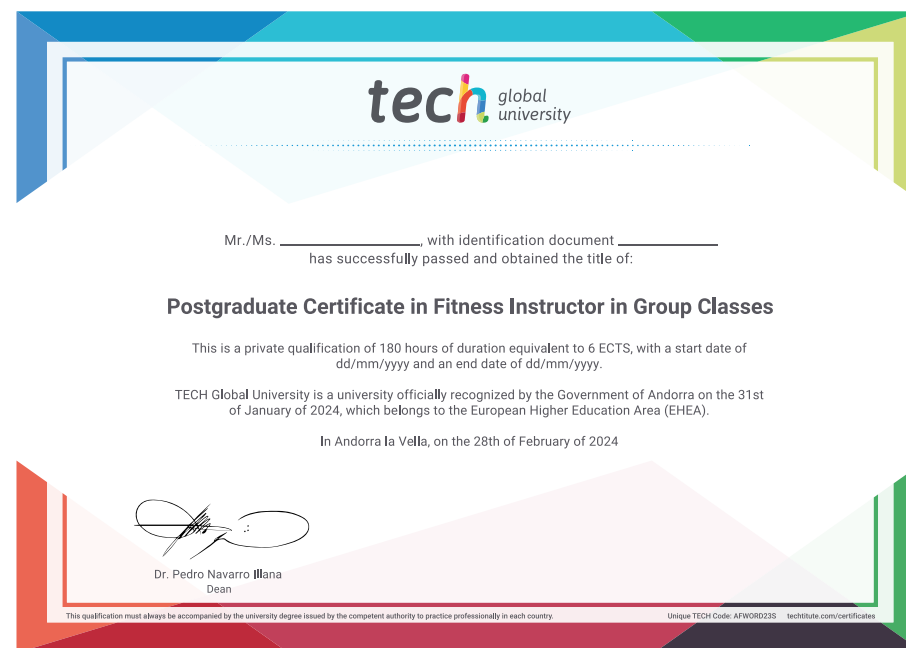 tech global
university
Mr./Ms. ____________, with identification document ____________
has successfully passed and obtained the title of:
Postgraduate Certificate in Fitness Instructor in Group Classes
This is a private qualification of 180 hours of duration equivalent to 6 ECTS, with a start date of
dd/mm/yyyy and an end date of dd/mm/yyyy.
TECH Global University is a university officially recognized by the Government of Andorra on the 31st
of January of 2024, which belongs to the European Higher Education Area (EHEA).
In Andorra la Vella, on the 28th of February of 2024
Dr. Pedro Navarro Illana
Dean
This qualification must always be accompanied by the university degree issued by the competent authority to practice professionally in each country.
Unique TECH Code: AFWORD23S techtitute.com/certificates